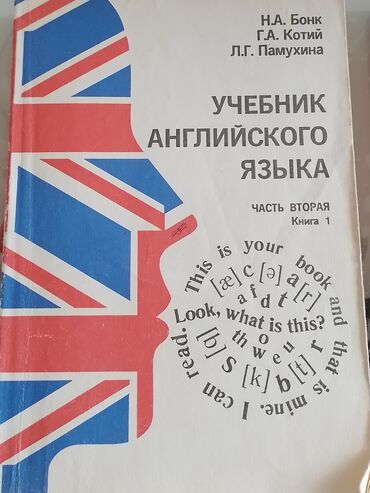 Н.А. Бонк
Г.А. Котий
Л.Г. Памухина
УЧЕБНИК
АНГЛИЙСКОГО
ЯЗЫКА
ЧАСТЬ ВТОРАЯ
Книга 1
This is your book and that is mine. I can read.
[æ] c [ə] a [r]
a f d t
Look, what is this?
o
th w e u r
[b] S [k] b [t]